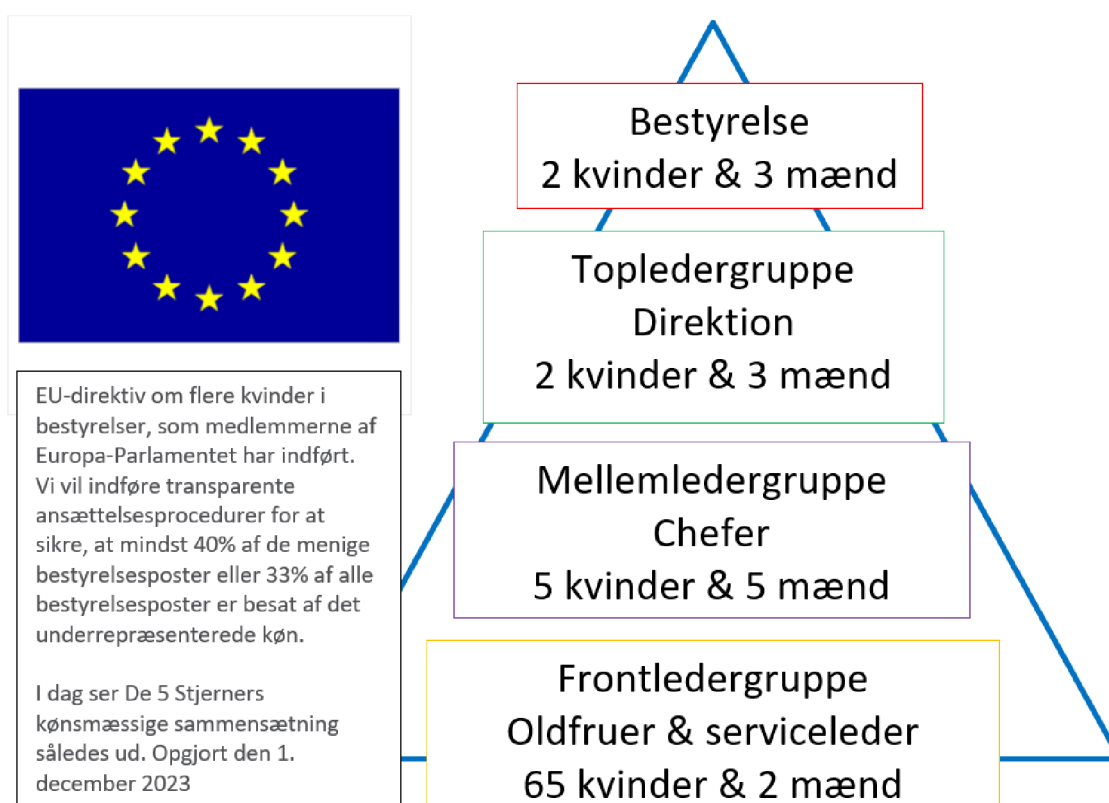 EU-direktiv om flere kvinder i
bestyrelser, som medlemmerne af
Europa-Parlamentet har indført.
Vi vil indføre transparente
ansættelsesprocedurer for at
sikre, at mindst 40% af de menige
bestyrelsesposter eller 33% af alle
bestyrelsesposter er besat af det
underrepræsenterede køn.
I dag ser De 5 Stjerners
kønsmæssige sammensætning
således ud. Opgjort den 1.
december 2023
Bestyrelse
2 kvinder & 3 mænd
Topledergruppe
Direktion
2 kvinder & 3 mænd
Mellemledergruppe
Chefer
5 kvinder & 5 mænd
Frontledergruppe
Oldfruer & serviceleder
65 kvinder & 2 mænd